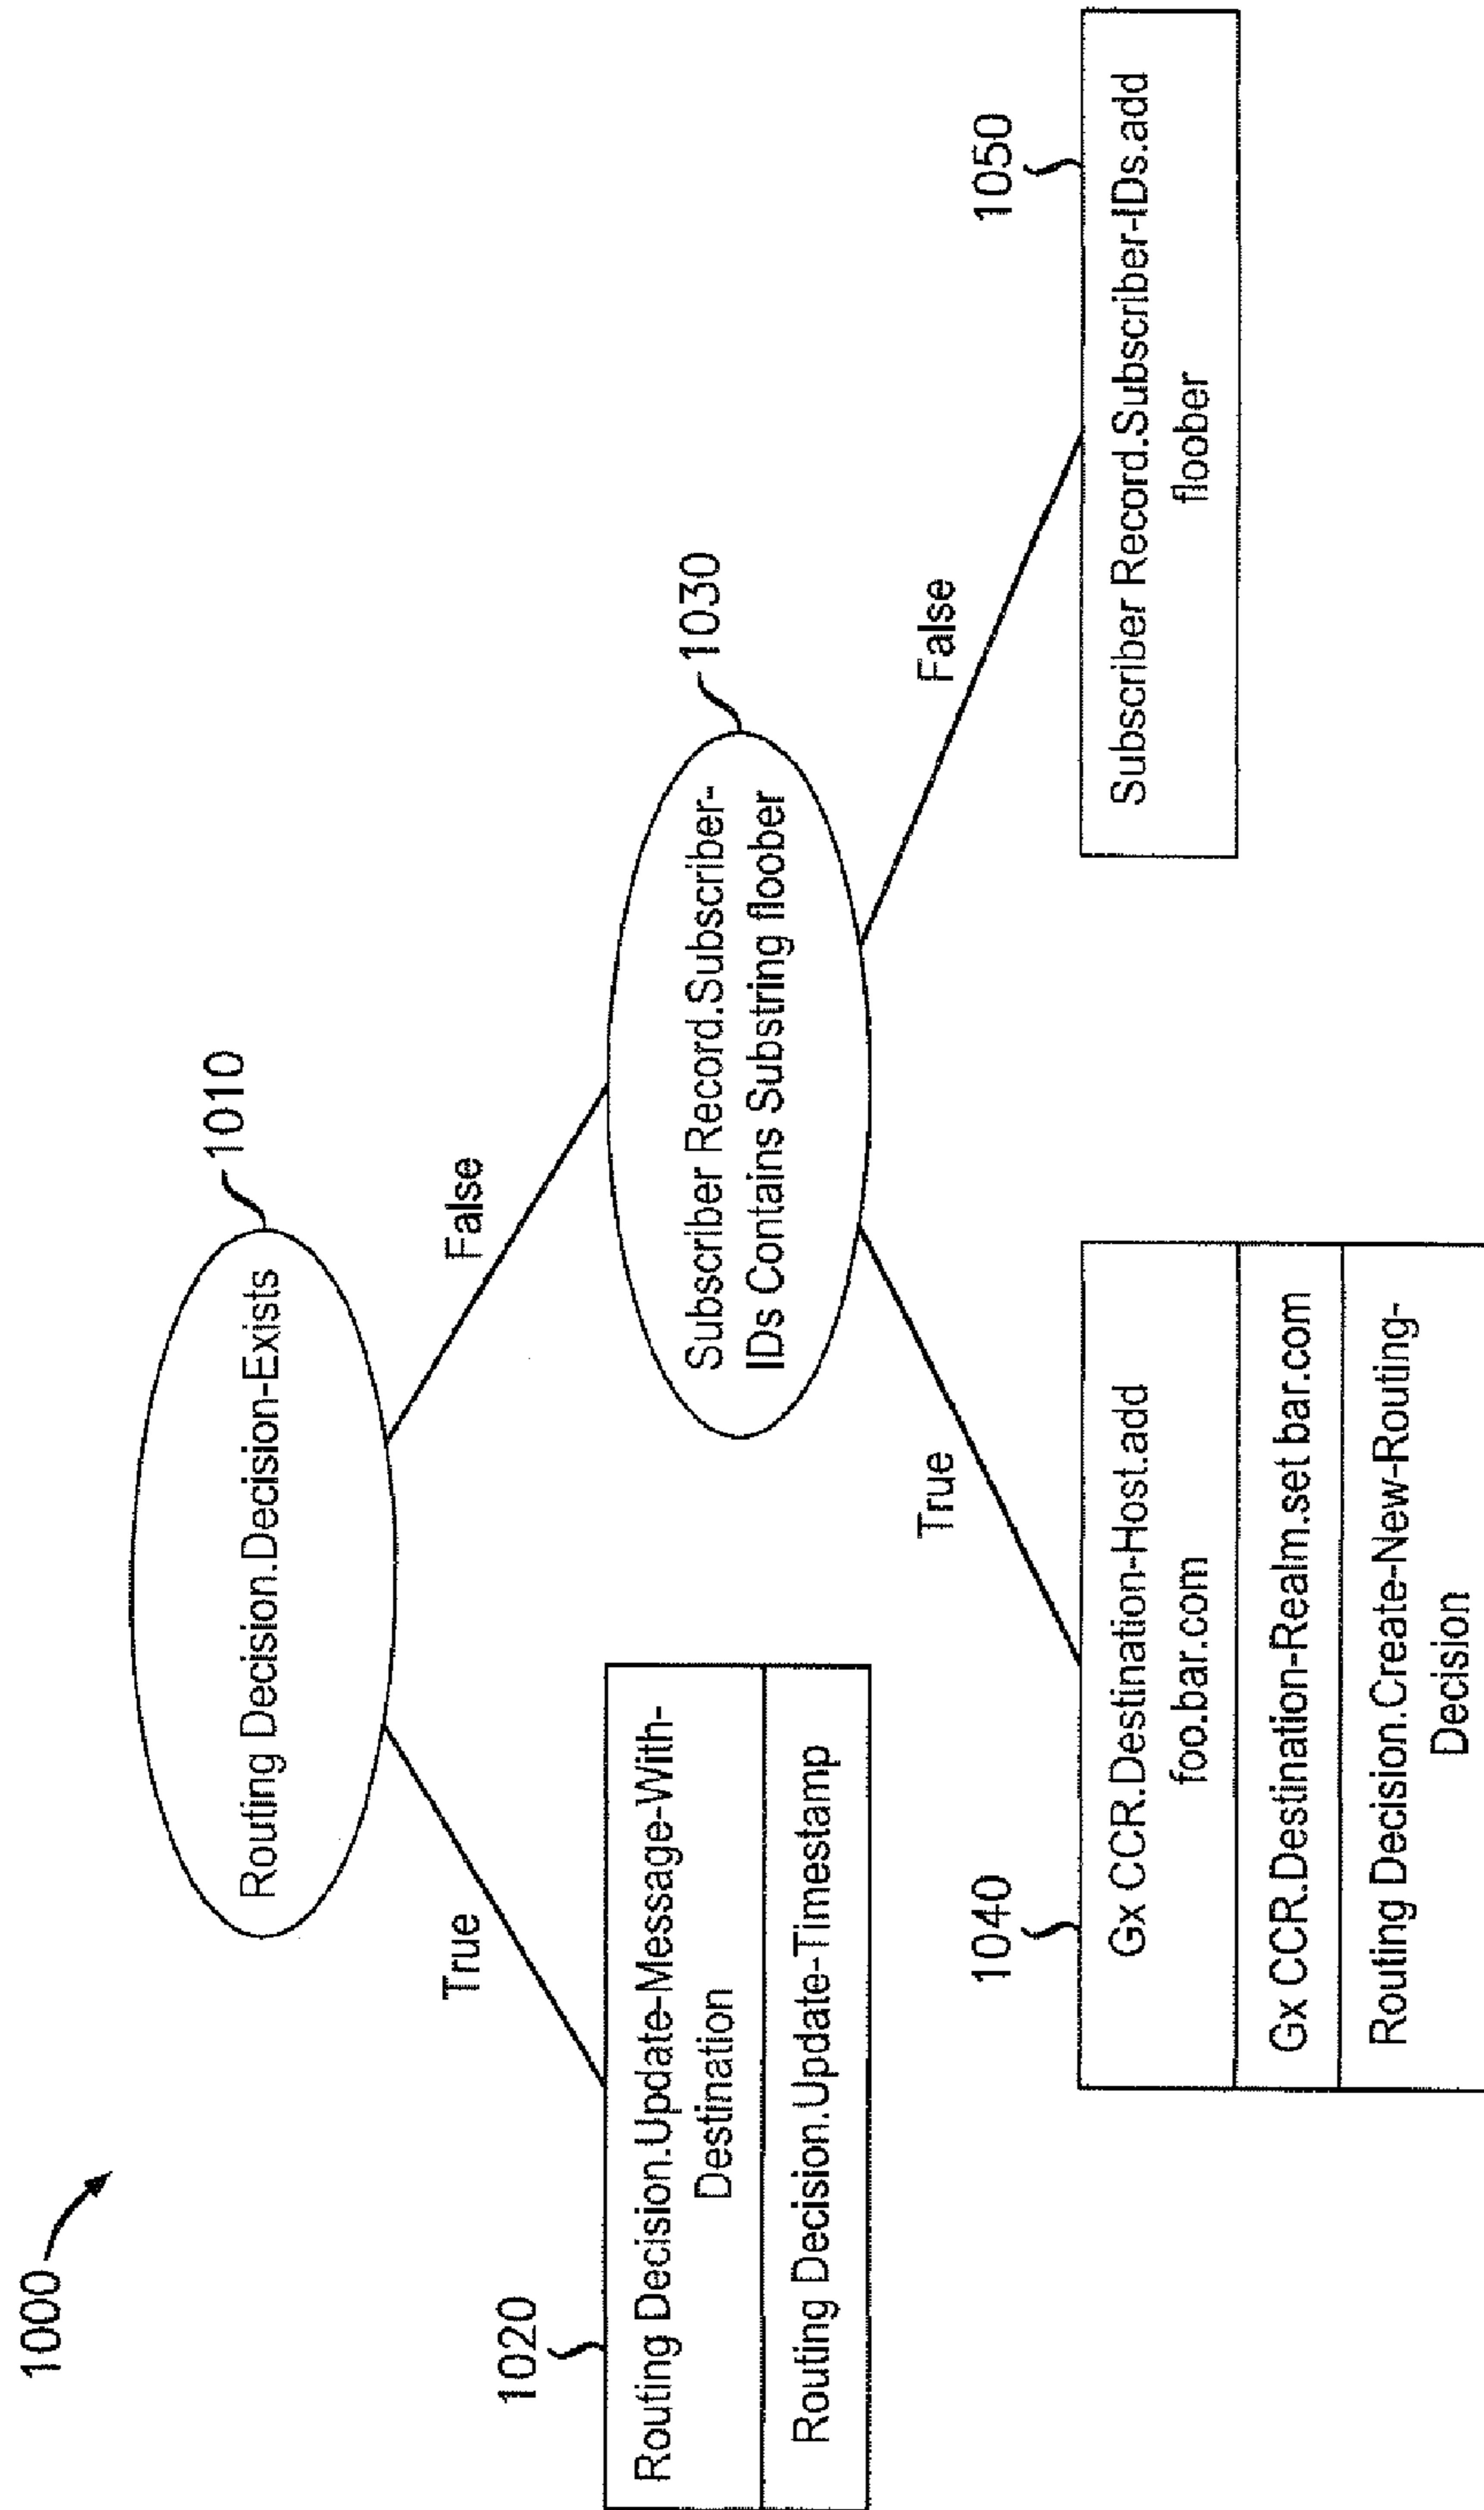 1000
1010
Routing Decision.Decision-Exists
True
False
1020
Routing Decision.Update-Message-With-
Destination
Routing Decision.Update-Timestamp
1030
Subscriber Record.Subscriber-
IDs Contains Substring floober
True
False
1040
Gx CCR.Destination-Host.add
foo.bar.com
Gx CCR.Destination-Realm.set bar.com
Routing Decision.Create-New-Routing-
Decision
1050
Subscriber Record.Subscriber-IDs.add
floober